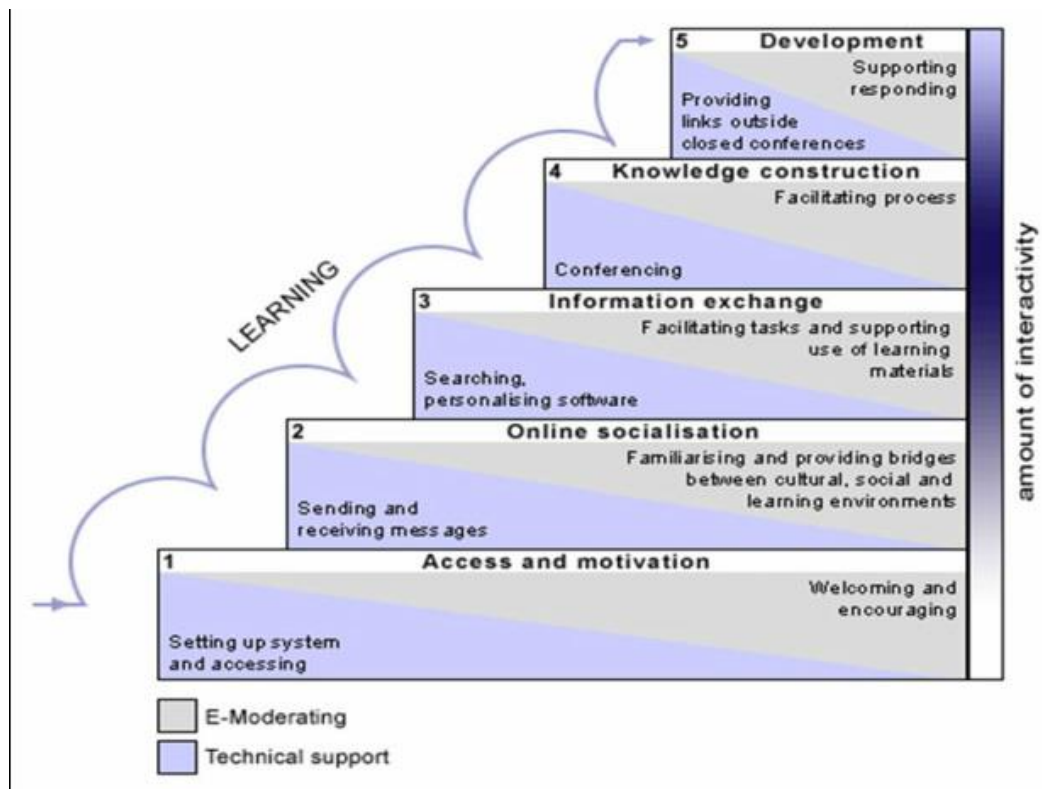 5 Development
Supporting
responding
Providing
links outside
closed conferences
4 Knowledge construction
Facilitating process
Conferencing
3 Information exchange
Facilitating tasks and supporting
use of learning
materials
Searching,
personalising software
2 Online socialisation
Familiarising and providing bridges
between cultural, social and
learning environments
Sending and
receiving messages
1 Access and motivation
Welcoming and
encouraging
Setting up system
and accessing
LEARNING
amount of interactivity
E-Moderating
Technical support